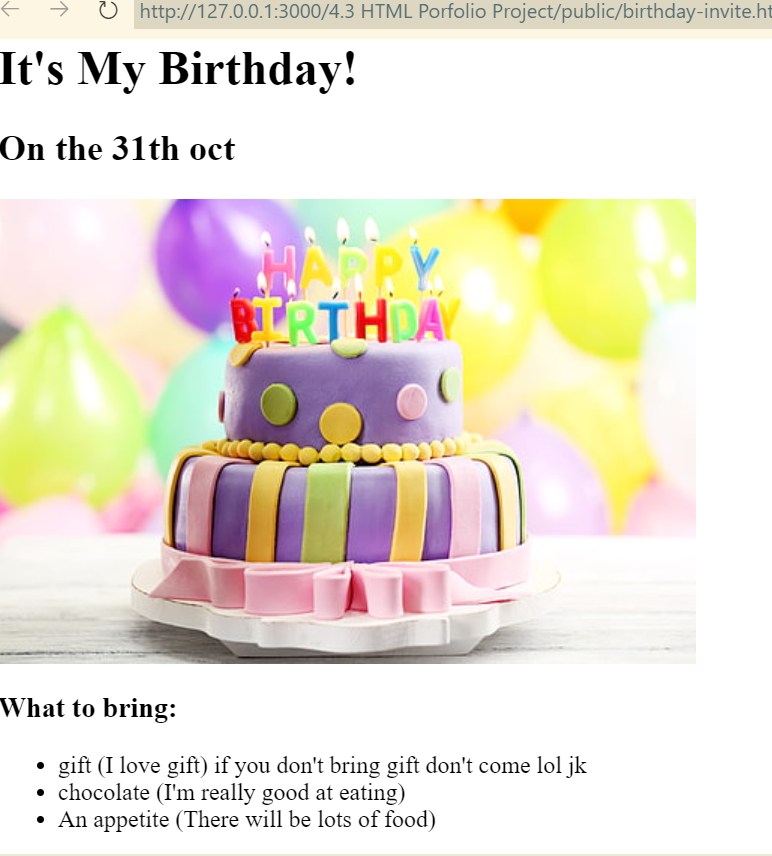 http://127.0.0.1:3000/4.3 HTML Porfolio Project/public/birthday-invite.ht
It's My Birthday!
On the 31th oct
HAPPY
BIRTHDAY
What to bring:
gift (I love gift) if you don't bring gift don't come lol jk
chocolate (I'm really good at eating)
An appetite (There will be lots of food)